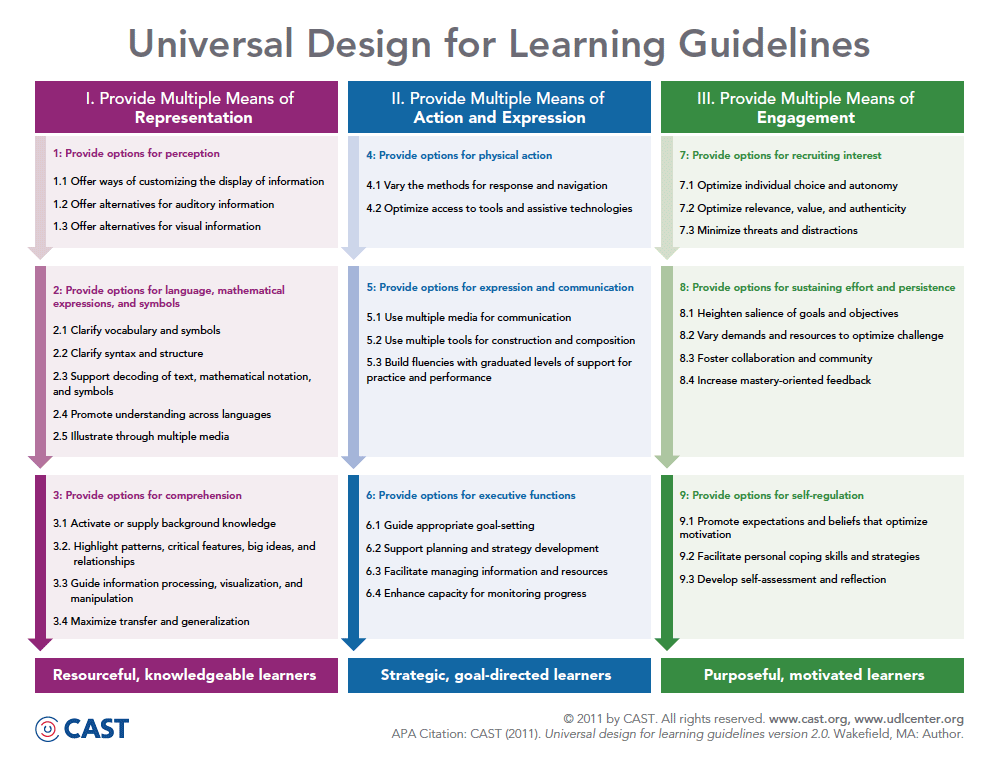 Universal Design for Learning Guidelines
I. Provide Multiple Means of
Representation
1: Provide options for perception
1.1 Offer ways of customizing the display of information
1.2 Offer alternatives for auditory information
1.3 Offer alternatives for visual information
2: Provide options for language, mathematical
expressions, and symbols
2.1 Clarify vocabulary and symbols
2.2 Clarify syntax and structure
2.3 Support decoding of text, mathematical notation,
and symbols
2.4 Promote understanding across languages
2.5 Illustrate through multiple media
3: Provide options for comprehension
3.1 Activate or supply background knowledge
3.2. Highlight patterns, critical features, big ideas, and
relationships
3.3 Guide information processing, visualization, and
manipulation
3.4 Maximize transfer and generalization
Resourceful, knowledgeable learners
II. Provide Multiple Means of
Action and Expression
4: Provide options for physical action
4.1 Vary the methods for response and navigation
4.2 Optimize access to tools and assistive technologies
5: Provide options for expression and communication
5.1 Use multiple media for communication
5.2 Use multiple tools for construction and composition
5.3 Build fluencies with graduated levels of support for
practice and performance
6: Provide options for executive functions
6.1 Guide appropriate goal-setting
6.2 Support planning and strategy development
6.3 Facilitate managing information and resources
6.4 Enhance capacity for monitoring progress
Strategic, goal-directed learners
III. Provide Multiple Means of
Engagement
7: Provide options for recruiting interest
7.1 Optimize individual choice and autonomy
7.2 Optimize relevance, value, and authenticity
7.3 Minimize threats and distractions
8: Provide options for sustaining effort and persistence
8.1 Heighten salience of goals and objectives
8.2 Vary demands and resources to optimize challenge
8.3 Foster collaboration and community
8.4 Increase mastery-oriented feedback
9: Provide options for self-regulation
9.1 Promote expectations and beliefs that optimize
motivation
9.2 Facilitate personal coping skills and strategies
9.3 Develop self-assessment and reflection
Purposeful, motivated learners
CAST
© 2011 by CAST. All rights reserved. www.cast.org, www.udlcenter.org
APA Citation: CAST (2011). Universal design for learning guidelines version 2.0. Wakefield, MA: Author.